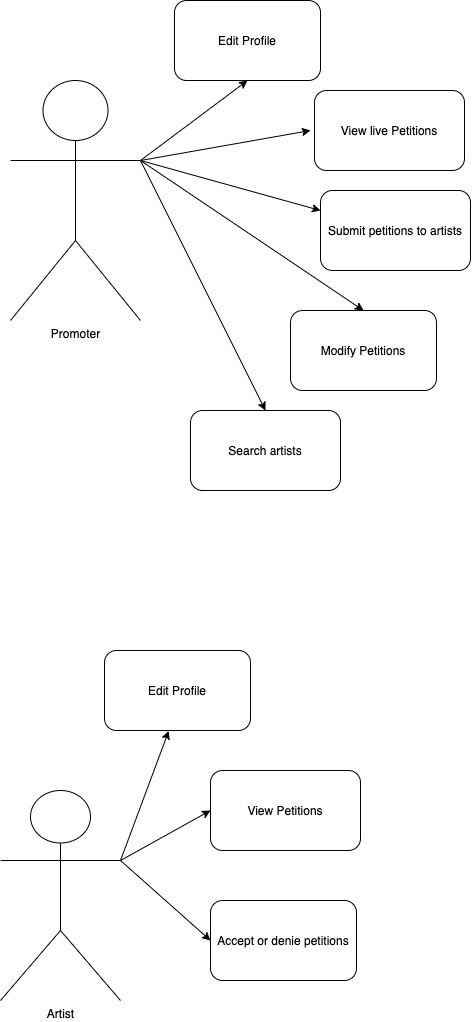 Edit Profile
View live Petitions
Submit petitions to artists
Promoter
Modify Petitions
Search artists
Edit Profile
View Petitions
Accept or denie petitions
Artist